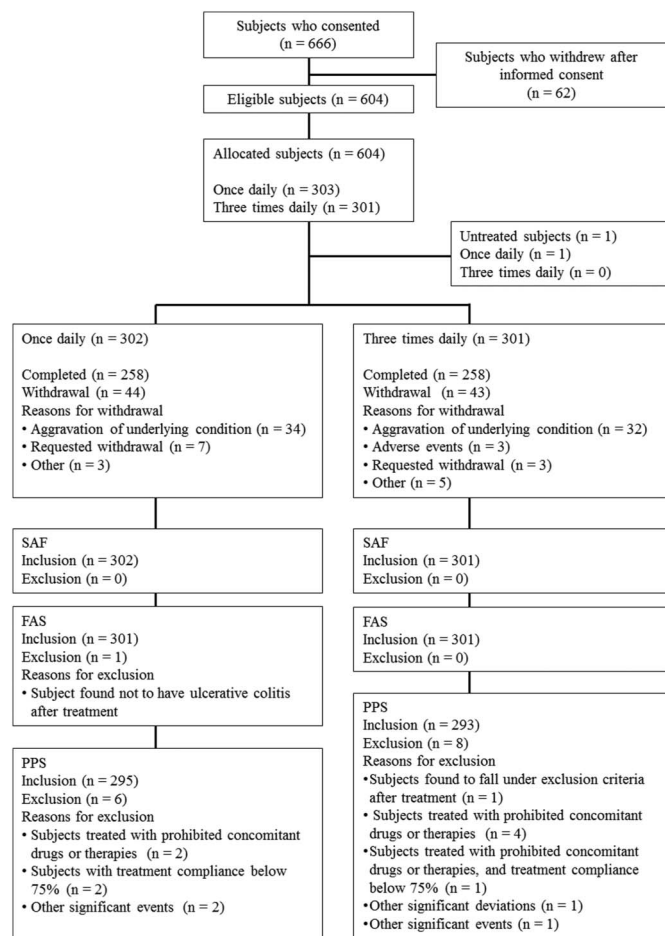 Subjects who consented
(n = 666)
Subjects who withdrew after
informed consent
(n = 62)
Eligible subjects (n = 604)
Allocated subjects (n = 604)
Once daily (n = 303)
Three times daily (n = 301)
Untreated subjects (n = 1)
Once daily (n = 1)
Three times daily (n = 0)
Once daily (n = 302)
Completed (n = 258)
Withdrawal (n = 44)
Reasons for withdrawal
• Aggravation of underlying condition (n = 34)
• Requested withdrawal (n = 7)
• Other (n = 3)
Three times daily (n = 301)
Completed (n = 258)
Withdrawal (n = 43)
Reasons for withdrawal
• Aggravation of underlying condition (n = 32)
• Adverse events (n = 3)
• Requested withdrawal (n = 3)
• Other (n = 5)
SAF
Inclusion (n = 302)
Exclusion (n = 0)
SAF
Inclusion (n = 301)
Exclusion (n = 0)
FAS
Inclusion (n = 301)
Exclusion (n = 1)
Reasons for exclusion
• Subject found not to have ulcerative colitis
after treatment
FAS
Inclusion (n = 301)
Exclusion (n = 0)
PPS
Inclusion (n = 295)
Exclusion (n = 6)
Reasons for exclusion
• Subjects treated with prohibited concomitant
drugs or therapies (n = 2)
• Subjects with treatment compliance below
75% (n = 2)
• Other significant events (n = 2)
PPS
Inclusion (n = 293)
Exclusion (n = 8)
Reasons for exclusion
•Subjects found to fall under exclusion criteria
after treatment (n = 1)
• Subjects treated with prohibited concomitant
drugs or therapies (n = 4)
•Subjects treated with prohibited concomitant
drugs or therapies, and treatment compliance
below 75% (n = 1)
•Other significant deviations (n = 1)
•Other significant events (n = 1)